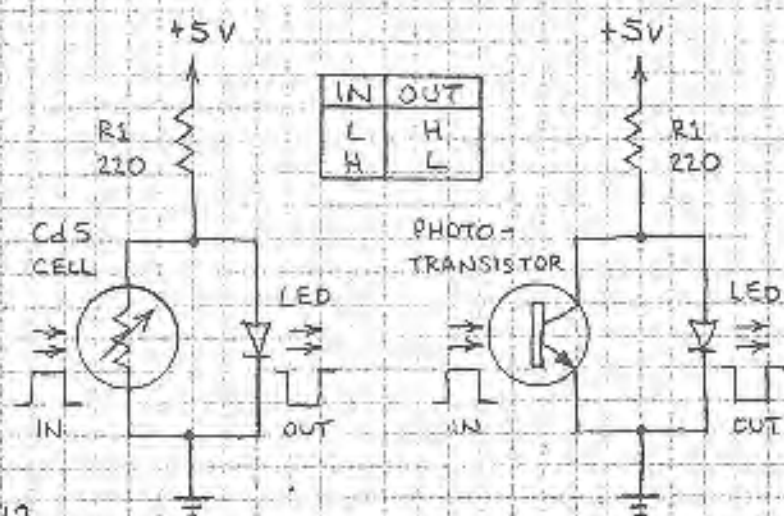 +5V
+5V
IN OUT
L H
H L
R1
220
R1
220
CdS
CELL
LED
IN
OUT
PHOTO-
TRANSISTOR
LED
IN
OUT